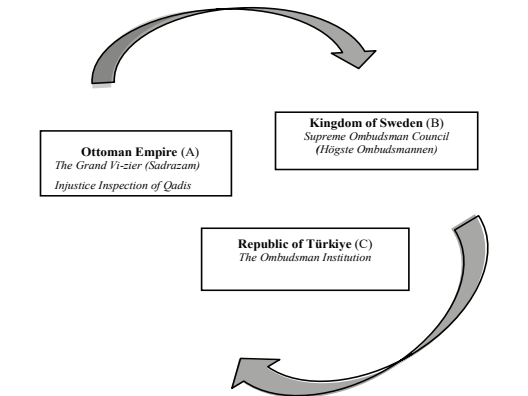 Ottoman Empire (A)
The Grand Vi-zier (Sadrazam)
Injustice Inspection of Qadis
Kingdom of Sweden (B)
Supreme Ombudsman Council
(Högste Ombudsmannen)
Republic of Türkiye (C)
The Ombudsman Institution